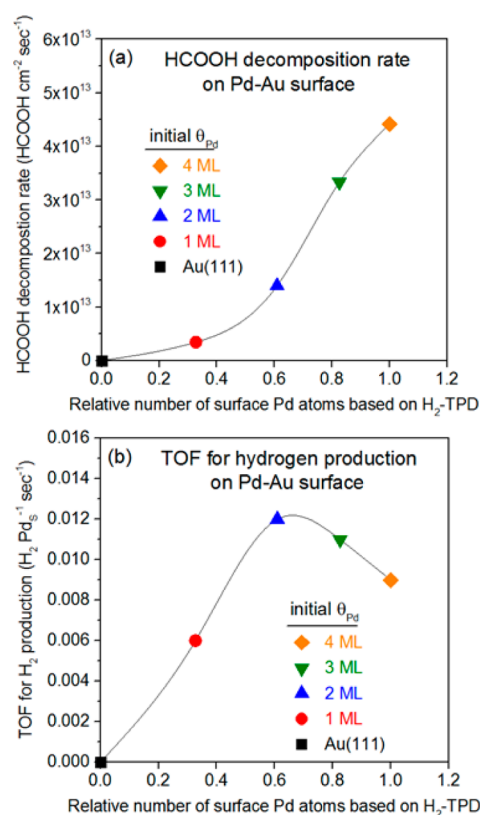 (a)
HCOOH decomposition rate
on Pd-Au surface
initial θPd
4 ML
3 ML
2 ML
1 ML
Au(111)
HCOOH decomposition rate (HCOOH cm⁻² sec⁻¹)
6x10¹³
5x10¹³
4x10¹³
3x10¹³
2x10¹³
1x10¹³
0
0.0 0.2 0.4 0.6 0.8 1.0 1.2
Relative number of surface Pd atoms based on H₂-TPD
(b)
TOF for hydrogen production
on Pd-Au surface
initial θPd
4 ML
3 ML
2 ML
1 ML
Au(111)
TOF for H₂ production (H₂ Pdₛ⁻¹ sec⁻¹)
0.016
0.014
0.012
0.010
0.008
0.006
0.004
0.002
0.000
0.0 0.2 0.4 0.6 0.8 1.0 1.2
Relative number of surface Pd atoms based on H₂-TPD